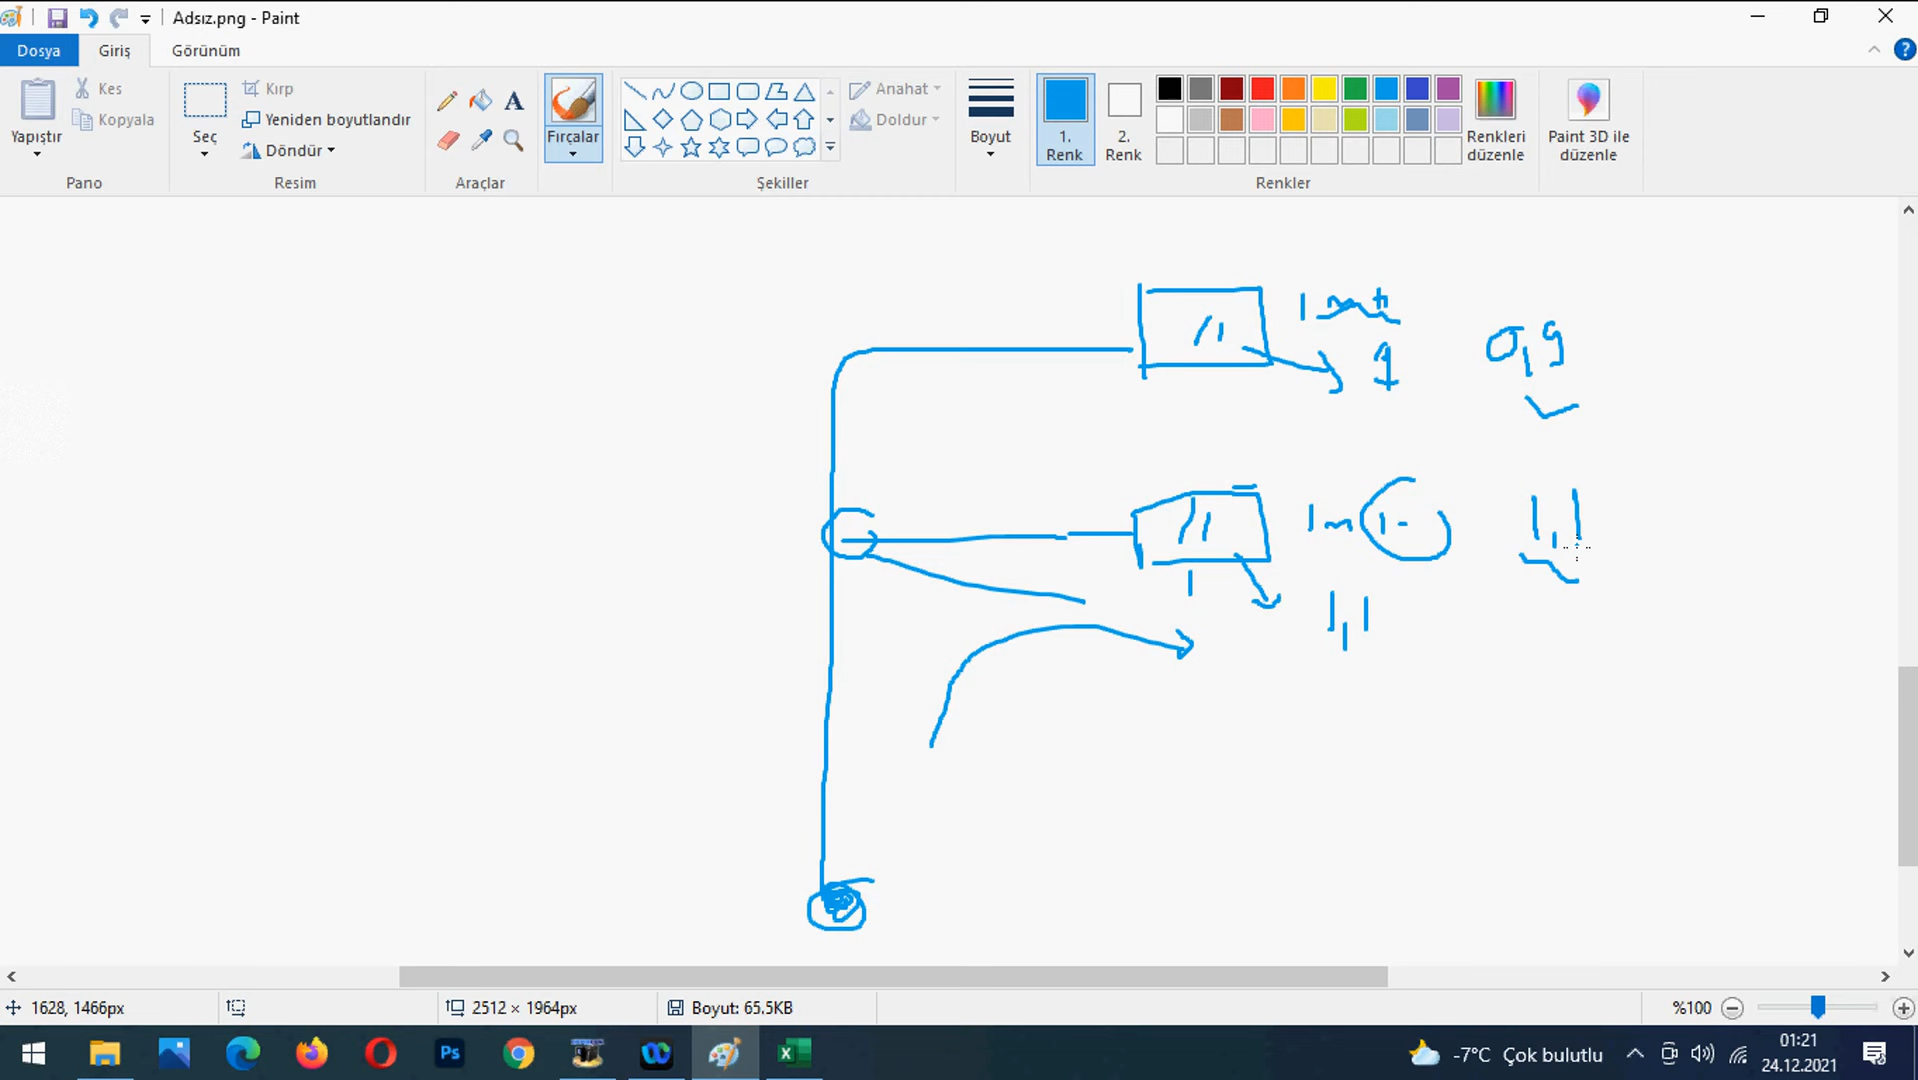 Adsız.png - Paint
Dosya
Giriş
Görünüm
?
Yapıştır
Kes
Kopyala
Pano
Seç
Kırp
Yeniden boyutlandır
Döndür
Resim
A
Araçlar
Fırçalar
Anahat
Doldur
Şekiller
Boyut
1.
Renk
2.
Renk
Renkleri
düzenle
Renkler
Paint 3D ile
düzenle
1
0,9
1,1
1,1
1628, 1466px
2512 × 1964px
Boyut: 65.5KB
%100
Ps
-7°C Çok bulutlu
01:21
24.12.2021